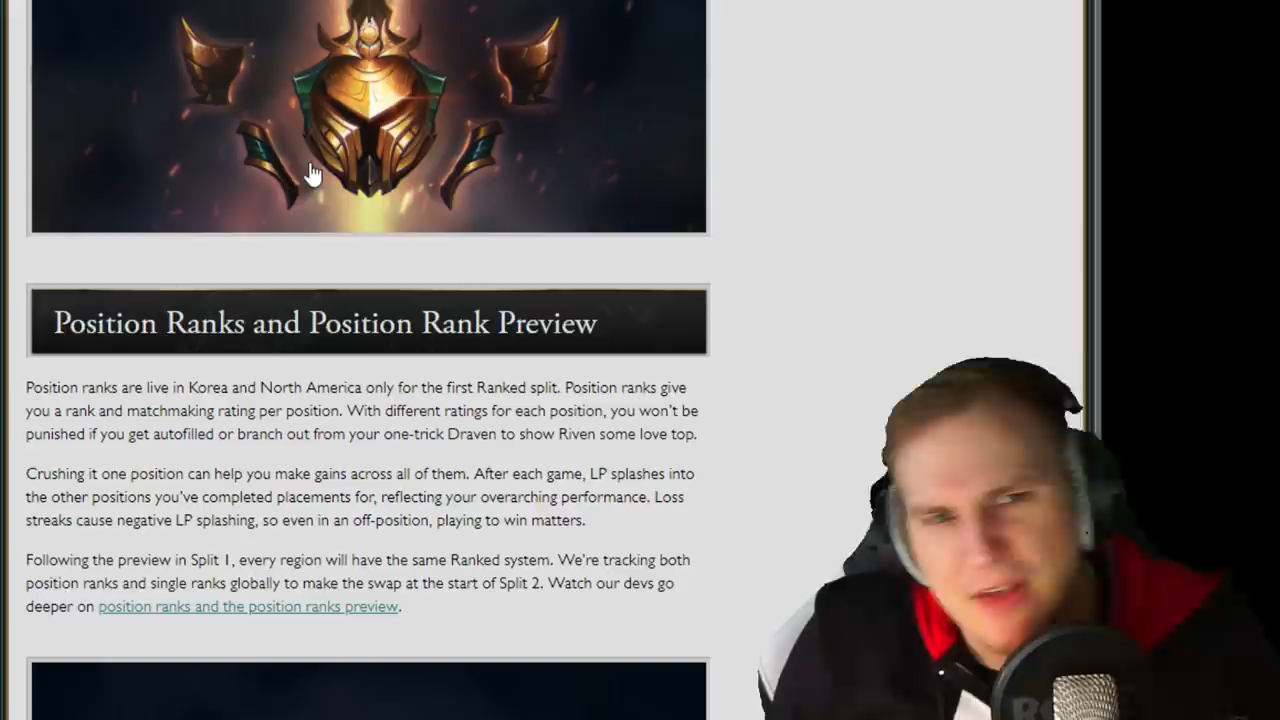 Position Ranks and Position Rank Preview
Position ranks are live in Korea and North America only for the first Ranked split. Position ranks give
you a rank and matchmaking rating per position. With different ratings for each position, you won't be
punished if you get autofilled or branch out from your one-trick Draven to show Riven some love top.
Crushing it one position can help you make gains across all of them. After each game, LP splashes into
the other positions you've completed placements for, reflecting your overarching performance. Loss
streaks cause negative LP splashing, so even in an off-position, playing to win matters.
Following the preview in Split 1, every region will have the same Ranked system. We're tracking both
position ranks and single ranks globally to make the swap at the start of Split 2. Watch our devs go
deeper on position ranks and the position ranks preview.